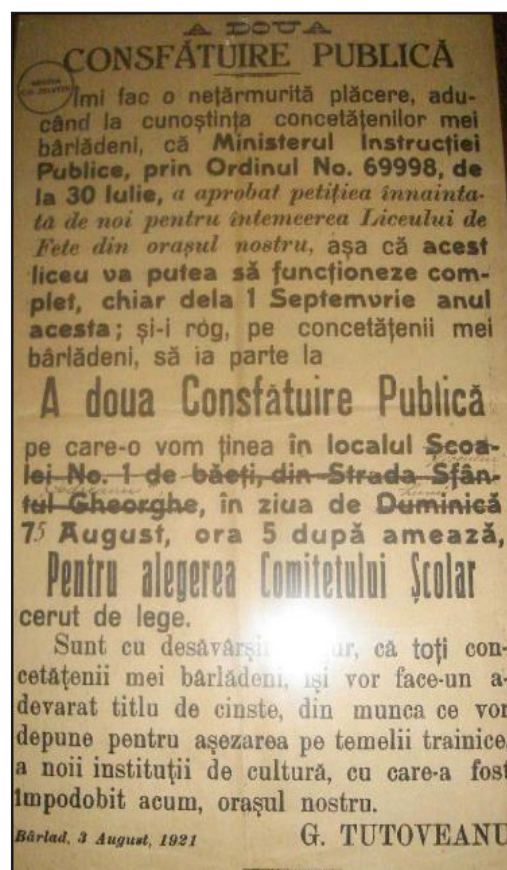 A DOUA
CONSFĂTUIRE PUBLICĂ
Îmi fac o nețărmurită plăcere, adu-
când la cunoștința concetățenilor mei
bârlădeni, că Ministerul Instrucției
Publice, prin Ordinul No. 69998, de
la 30 Iulie, a aprobat petiției înnainta-
tă de noi pentru întemeerea Liceului de
Fete din orașul nostru, așa că acest
liceu va putea să funcționeze com-
plet, chiar dela 1 Septemvrie anul
acesta; și-i rog, pe concetățenii mei
bârlădeni, să ia parte la
A doua Consfătuire Publică
pe care-o vom ținea în localul Școa-
lei No. 1 de băeți, din Strada Sfân-
tul Gheorghe, în ziua de Duminică
7 August, ora 5 după amează,
Pentru alegerea Comitetului Școlar
cerut de lege.
Sunt cu că toți con-
cetățenii mei bârlădeni, își vor face-un a-
devarat titlu de cinste, din munca ce vor
depune pentru așezarea pe temelii trainice,
a noii instituții de cultură, cu care-a fost
împodobit acum, orașul nostru.
Bârlad, 3 August, 1921 G. TUTOVEANU